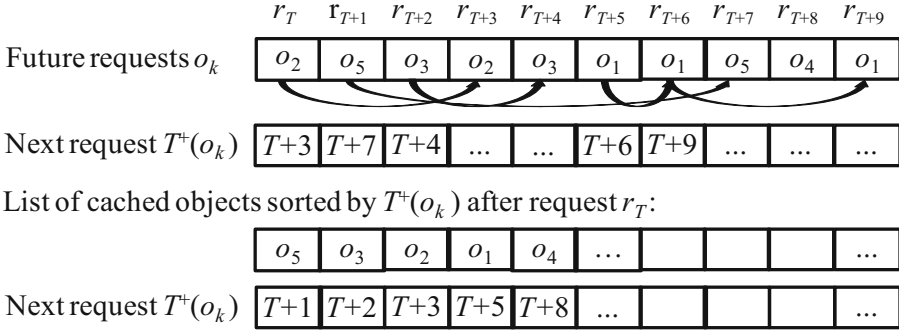 r_T r_{T+1} r_{T+2} r_{T+3} r_{T+4} r_{T+5} r_{T+6} r_{T+7} r_{T+8} r_{T+9}
Future requests o_k o_2 o_5 o_3 o_2 o_3 o_1 o_1 o_5 o_4 o_1
Next request T^+(o_k) T+3 T+7 T+4 ... ... T+6 T+9 ... ... ...
List of cached objects sorted by T^+(o_k) after request r_T:
o_5 o_3 o_2 o_1 o_4 ... ...
Next request T^+(o_k) T+1 T+2 T+3 T+5 T+8 ... ...